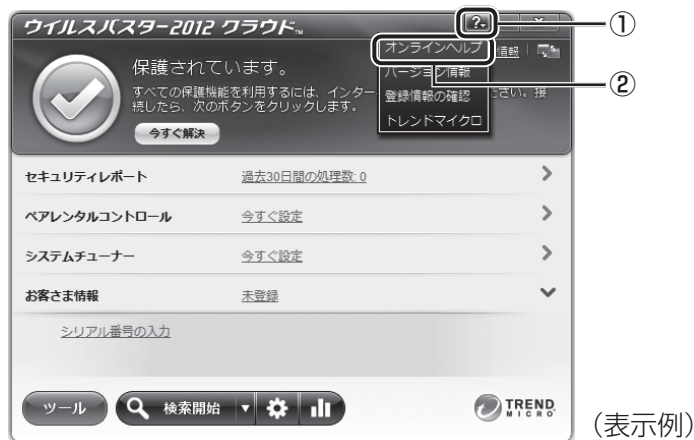 ウイルスバスター2012 クラウド™
?
①
オンラインヘルプ
情報
②
保護されています。
バージョン情報
すべての保護機能を利用するには、インター
登録情報の確認
ださい。接
続したら、次のボタンをクリックします。
トレンドマイクロ
今すぐ解決
セキュリティレポート 過去30日間の処理数: 0
ペアレンタルコントロール 今すぐ設定
システムチューナー 今すぐ設定
お客さま情報 未登録
シリアル番号の入力
ツール 検索開始
TREND
MICRO
(表示例)